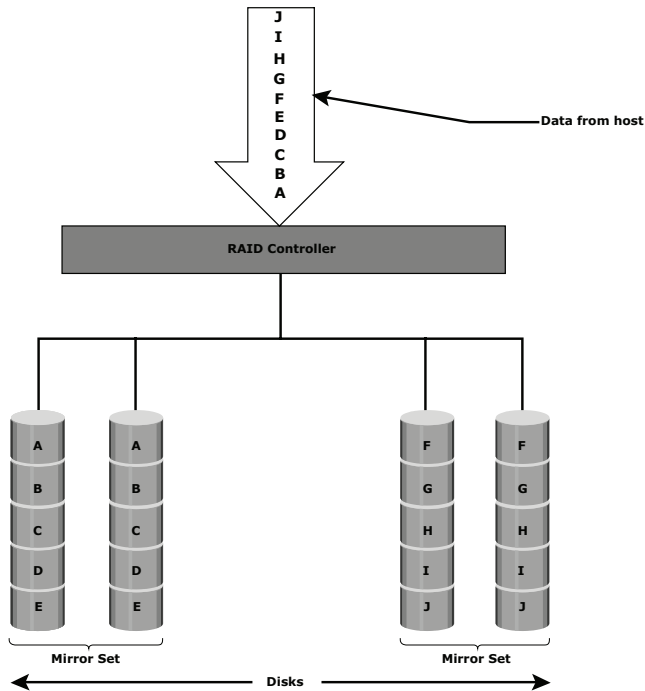 J
I
H
G
F
E
D
C
B
A
Data from host
RAID Controller
A A F F
B B G G
C C H H
D D I I
E E J J
Mirror Set Mirror Set
Disks